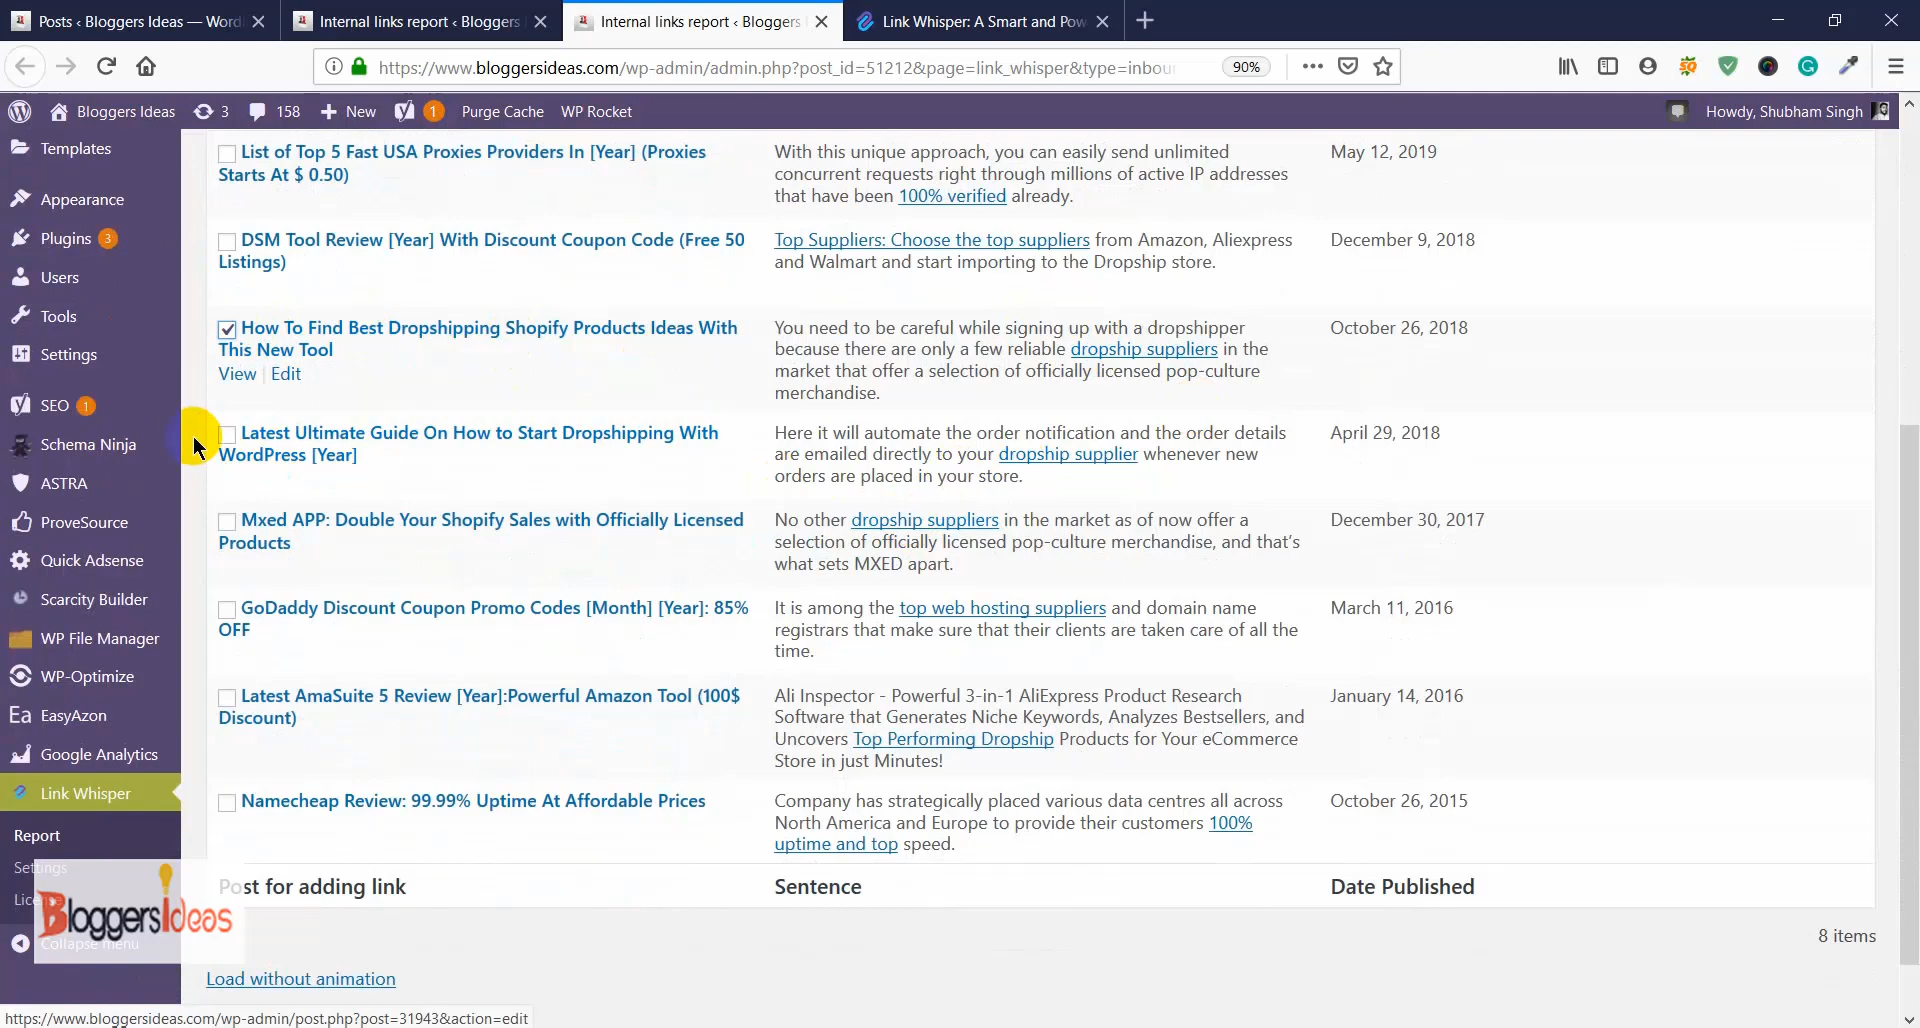 Posts ‹ Bloggers Ideas — Word
Internal links report ‹ Bloggers
Internal links report ‹ Bloggers
Link Whisper: A Smart and Pow
https://www.bloggersideas.com/wp-admin/admin.php?post_id=51212&page=link_whisper&type=inbou
90%
Bloggers Ideas
3
158
New
1
Purge Cache
WP Rocket
Howdy, Shubham Singh
Templates
Appearance
Plugins 3
Users
Tools
Settings
SEO 1
Schema Ninja
ASTRA
ProveSource
Quick Adsense
Scarcity Builder
WP File Manager
WP-Optimize
Ea EasyAzon
Google Analytics
Link Whisper
Report
Settings
BloggersIdeas
Collapse menu
List of Top 5 Fast USA Proxies Providers In [Year] (Proxies
Starts At $ 0.50)
With this unique approach, you can easily send unlimited
concurrent requests right through millions of active IP addresses
that have been 100% verified already.
May 12, 2019
DSM Tool Review [Year] With Discount Coupon Code (Free 50
Listings)
Top Suppliers: Choose the top suppliers from Amazon, Aliexpress
and Walmart and start importing to the Dropship store.
December 9, 2018
How To Find Best Dropshipping Shopify Products Ideas With
This New Tool
View | Edit
You need to be careful while signing up with a dropshipper
because there are only a few reliable dropship suppliers in the
market that offer a selection of officially licensed pop-culture
merchandise.
October 26, 2018
Latest Ultimate Guide On How to Start Dropshipping With
WordPress [Year]
Here it will automate the order notification and the order details
are emailed directly to your dropship supplier whenever new
orders are placed in your store.
April 29, 2018
Mxed APP: Double Your Shopify Sales with Officially Licensed
Products
No other dropship suppliers in the market as of now offer a
selection of officially licensed pop-culture merchandise, and that's
what sets MXED apart.
December 30, 2017
GoDaddy Discount Coupon Promo Codes [Month] [Year]: 85%
OFF
It is among the top web hosting suppliers and domain name
registrars that make sure that their clients are taken care of all the
time.
March 11, 2016
Latest AmaSuite 5 Review [Year]:Powerful Amazon Tool (100$
Discount)
Ali Inspector - Powerful 3-in-1 AliExpress Product Research
Software that Generates Niche Keywords, Analyzes Bestsellers, and
Uncovers Top Performing Dropship Products for Your eCommerce
Store in just Minutes!
January 14, 2016
Namecheap Review: 99.99% Uptime At Affordable Prices
Company has strategically placed various data centres all across
North America and Europe to provide their customers 100%
uptime and top speed.
October 26, 2015
Post for adding link
Sentence
Date Published
8 items
Load without animation
https://www.bloggersideas.com/wp-admin/post.php?post=31943&action=edit